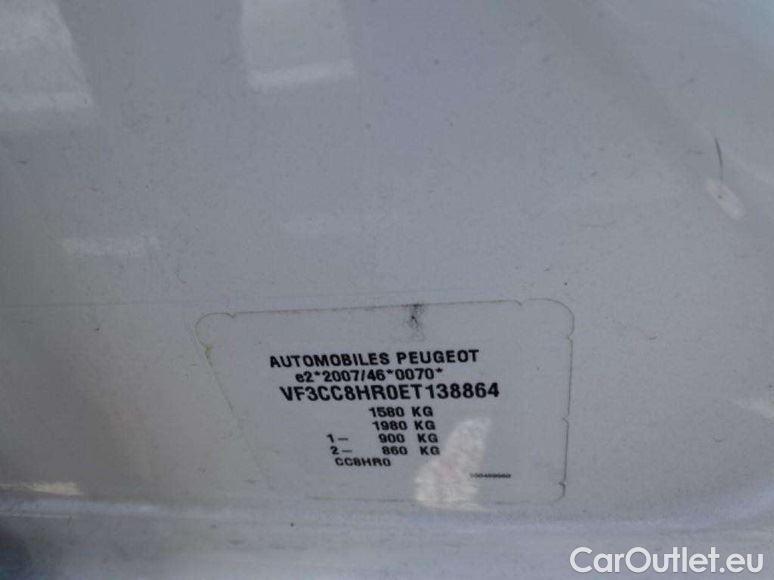 AUTOMOBILES PEUGEOT
e2*2007/46*0070*
VF3CC8HR0ET138864
1580 KG
1980 KG
1- 900 KG
2- 860 KG
CC8HR0
CarOutlet.eu